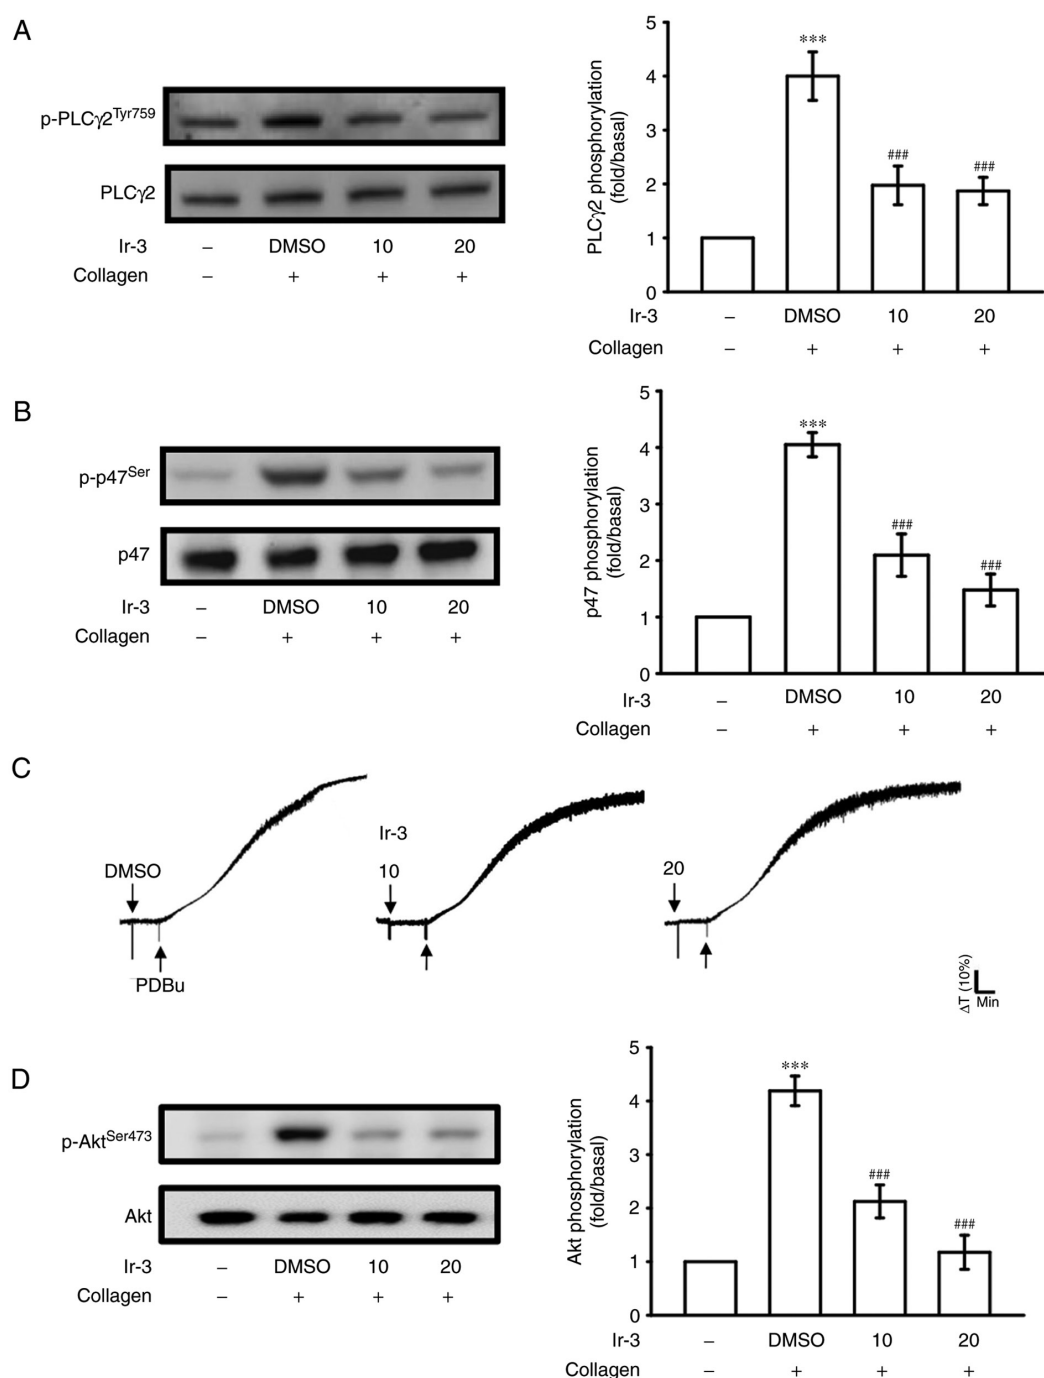 A
p-PLCγ2Tyr759
PLCγ2
Ir-3 – DMSO 10 20
Collagen – + + +
PLCγ2 phosphorylation
(fold/basal)
5
4
3
2
1
0
***
###
###
Ir-3 – DMSO 10 20
Collagen – + + +
B
p-p47Ser
p47
Ir-3 – DMSO 10 20
Collagen – + + +
p47 phosphorylation
(fold/basal)
5
4
3
2
1
0
***
###
###
Ir-3 – DMSO 10 20
Collagen – + + +
C
DMSO
PDBu
Ir-3
10
20
ΔT (10%)
Min
D
p-AktSer473
Akt
Ir-3 – DMSO 10 20
Collagen – + + +
Akt phosphorylation
(fold/basal)
5
4
3
2
1
0
***
###
###
Ir-3 – DMSO 10 20
Collagen – + + +